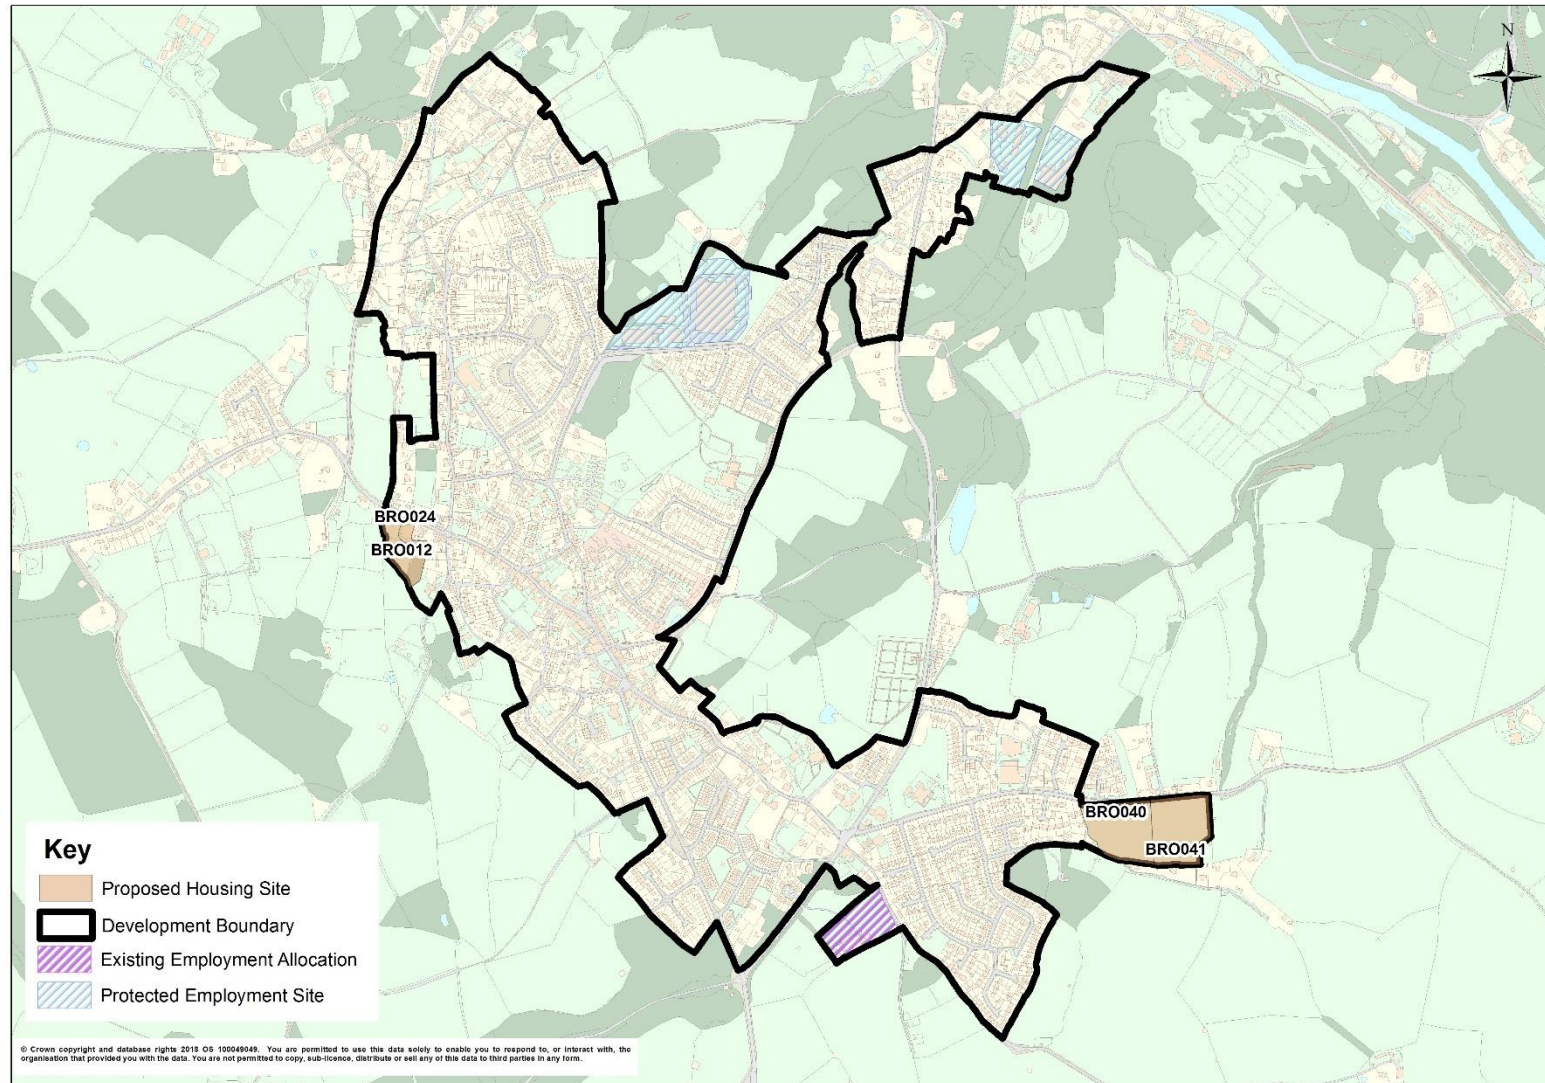 N
BRO024
BRO012
BRO040
BRO041
Key
Proposed Housing Site
Development Boundary
Existing Employment Allocation
Protected Employment Site
© Crown copyright and database rights 2018 OS 100049049. You are permitted to use this data solely to enable you to respond to, or interact with, the
organisation that provided you with the data. You are not permitted to copy, sub-licence, distribute or sell any of this data to third parties in any form.